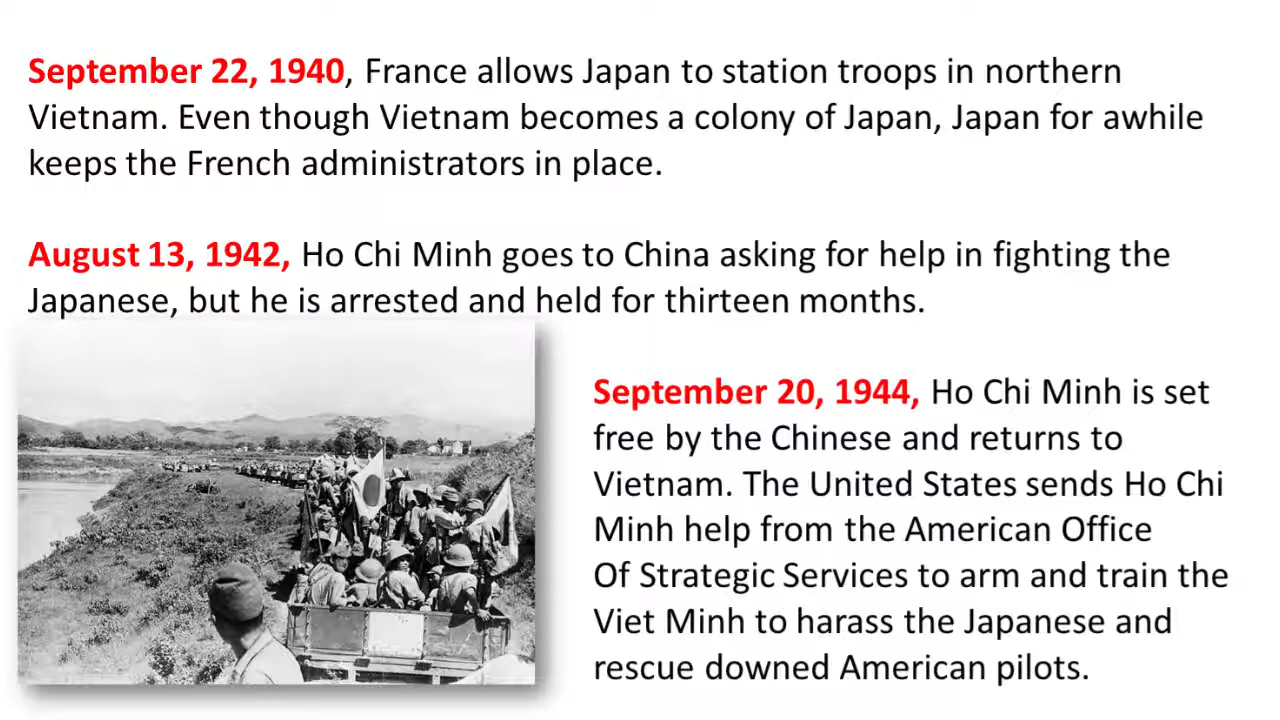 September 22, 1940, France allows Japan to station troops in northern
Vietnam. Even though Vietnam becomes a colony of Japan, Japan for awhile
keeps the French administrators in place.
August 13, 1942, Ho Chi Minh goes to China asking for help in fighting the
Japanese, but he is arrested and held for thirteen months.
September 20, 1944, Ho Chi Minh is set
free by the Chinese and returns to
Vietnam. The United States sends Ho Chi
Minh help from the American Office
Of Strategic Services to arm and train the
Viet Minh to harass the Japanese and
rescue downed American pilots.